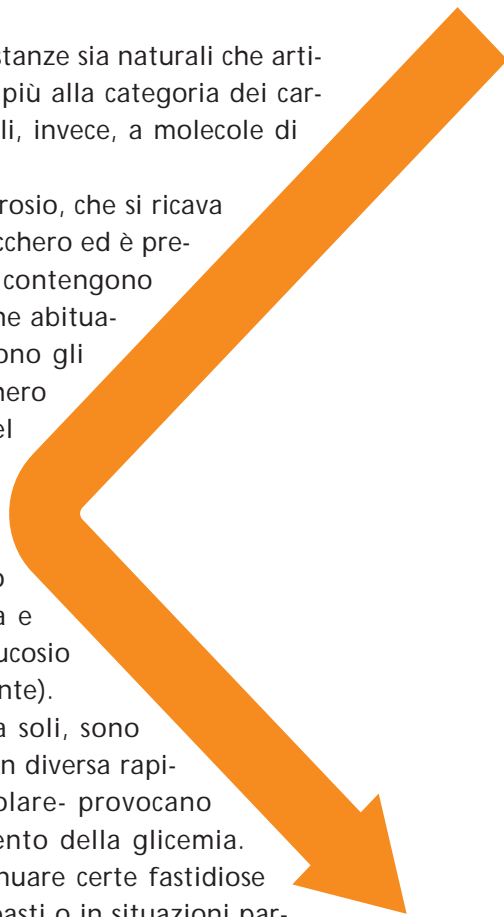 stanze sia naturali che arti-
più alla categoria dei car-
li, invece, a molecole di
rosio, che si ricava
cchero ed è pre-
contengono
ne abitua-
ono gli
nero
el
a e
ucosio
nte).
a soli, sono
n diversa rapi-
olare- provocano
ento della glicemia.
nuare certe fastidiose
pasti o in situazioni par-